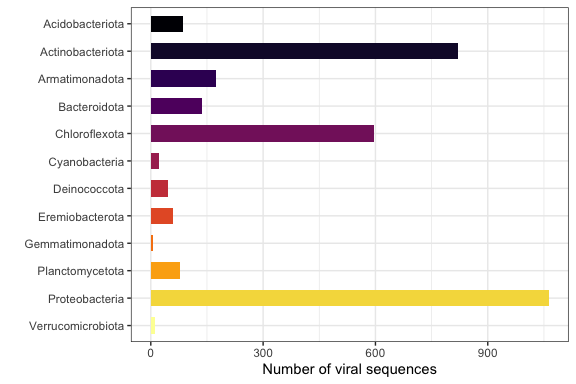 Acidobacteriota
Actinobacteriota
Armatimonadota
Bacteroidota
Chloroflexota
Cyanobacteria
Deinococcota
Eremiobacterota
Gemmatimonadota
Planctomycetota
Proteobacteria
Verrucomicrobiota
0 300 600 900
Number of viral sequences